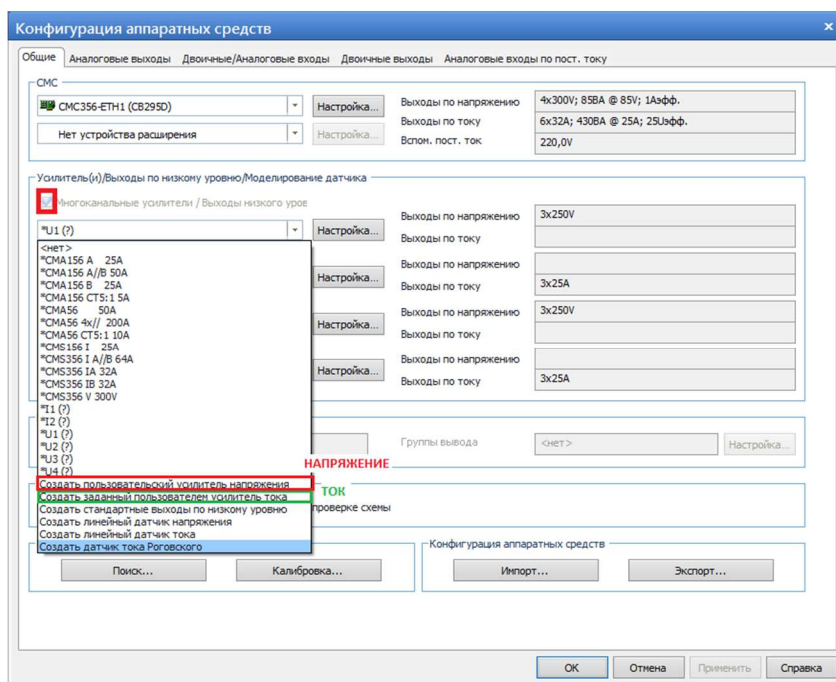 Конфигурация аппаратных средств
x
Общие Аналоговые выходы Двоичные/Аналоговые входы Двоичные выходы Аналоговые входы по пост. току
CMC
CMC356-ETH1 (CB295D) Настройка... Выходы по напряжению 4x300V; 85ВА @ 85V; 1Аэфф.
Выходы по току 6x32A; 430ВА @ 25A; 25Uэфф.
Нет устройства расширения Настройка... Вспом. пост. ток 220,0V
Усилитель(и)/Выходы по низкому уровню/Моделирование датчика
Многоканальные усилители / Выходы низкого уров
*U1 (?) Настройка... Выходы по напряжению 3x250V
Выходы по току
<нет>
*CMA156 A 25A
*CMA156 A//B 50A
*CMA156 B 25A
*CMA156 CT5:1 5A
*CMA56 50A
*CMA56 4x// 200A
*CMA56 CT5:1 10A
*CMS156 I 25A
*CMS356 I A//B 64A
*CMS356 IA 32A
*CMS356 IB 32A
*CMS356 V 300V
*I1 (?)
*I2 (?)
*U1 (?)
*U2 (?)
*U3 (?)
*U4 (?)
Создать пользовательский усилитель напряжения
Создать заданный пользователем усилитель тока
Создать стандартные выходы по низкому уровню
Создать линейный датчик напряжения
Создать линейный датчик тока
Создать датчик тока Роговского
Настройка... Выходы по напряжению
Выходы по току 3x25A
Настройка... Выходы по напряжению 3x250V
Выходы по току
Настройка... Выходы по напряжению
Выходы по току 3x25A
Группы вывода <нет> Настройка...
НАПРЯЖЕНИЕ
ТОК
проверке схемы
Поиск... Калибровка...
Конфигурация аппаратных средств
Импорт... Экспорт...
OK Отмена Применить Справка